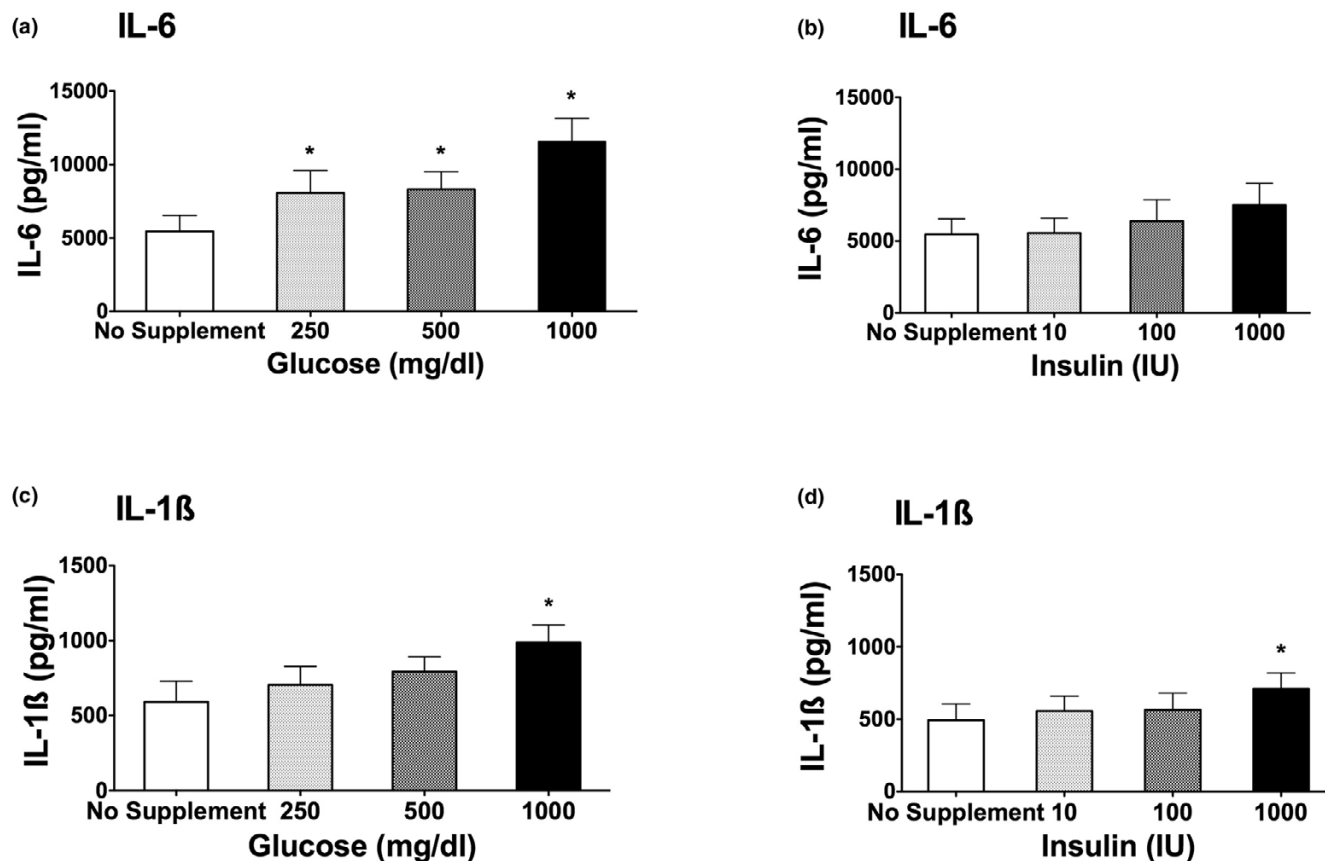 (a) IL-6
IL-6 (pg/ml)
15000
10000
5000
0
* * *
No Supplement 250 500 1000
Glucose (mg/dl)
(b) IL-6
IL-6 (pg/ml)
15000
10000
5000
0
No Supplement 10 100 1000
Insulin (IU)
(c) IL-1ß
IL-1ß (pg/ml)
1500
1000
500
0
*
No Supplement 250 500 1000
Glucose (mg/dl)
(d) IL-1ß
IL-1ß (pg/ml)
1500
1000
500
0
*
No Supplement 10 100 1000
Insulin (IU)